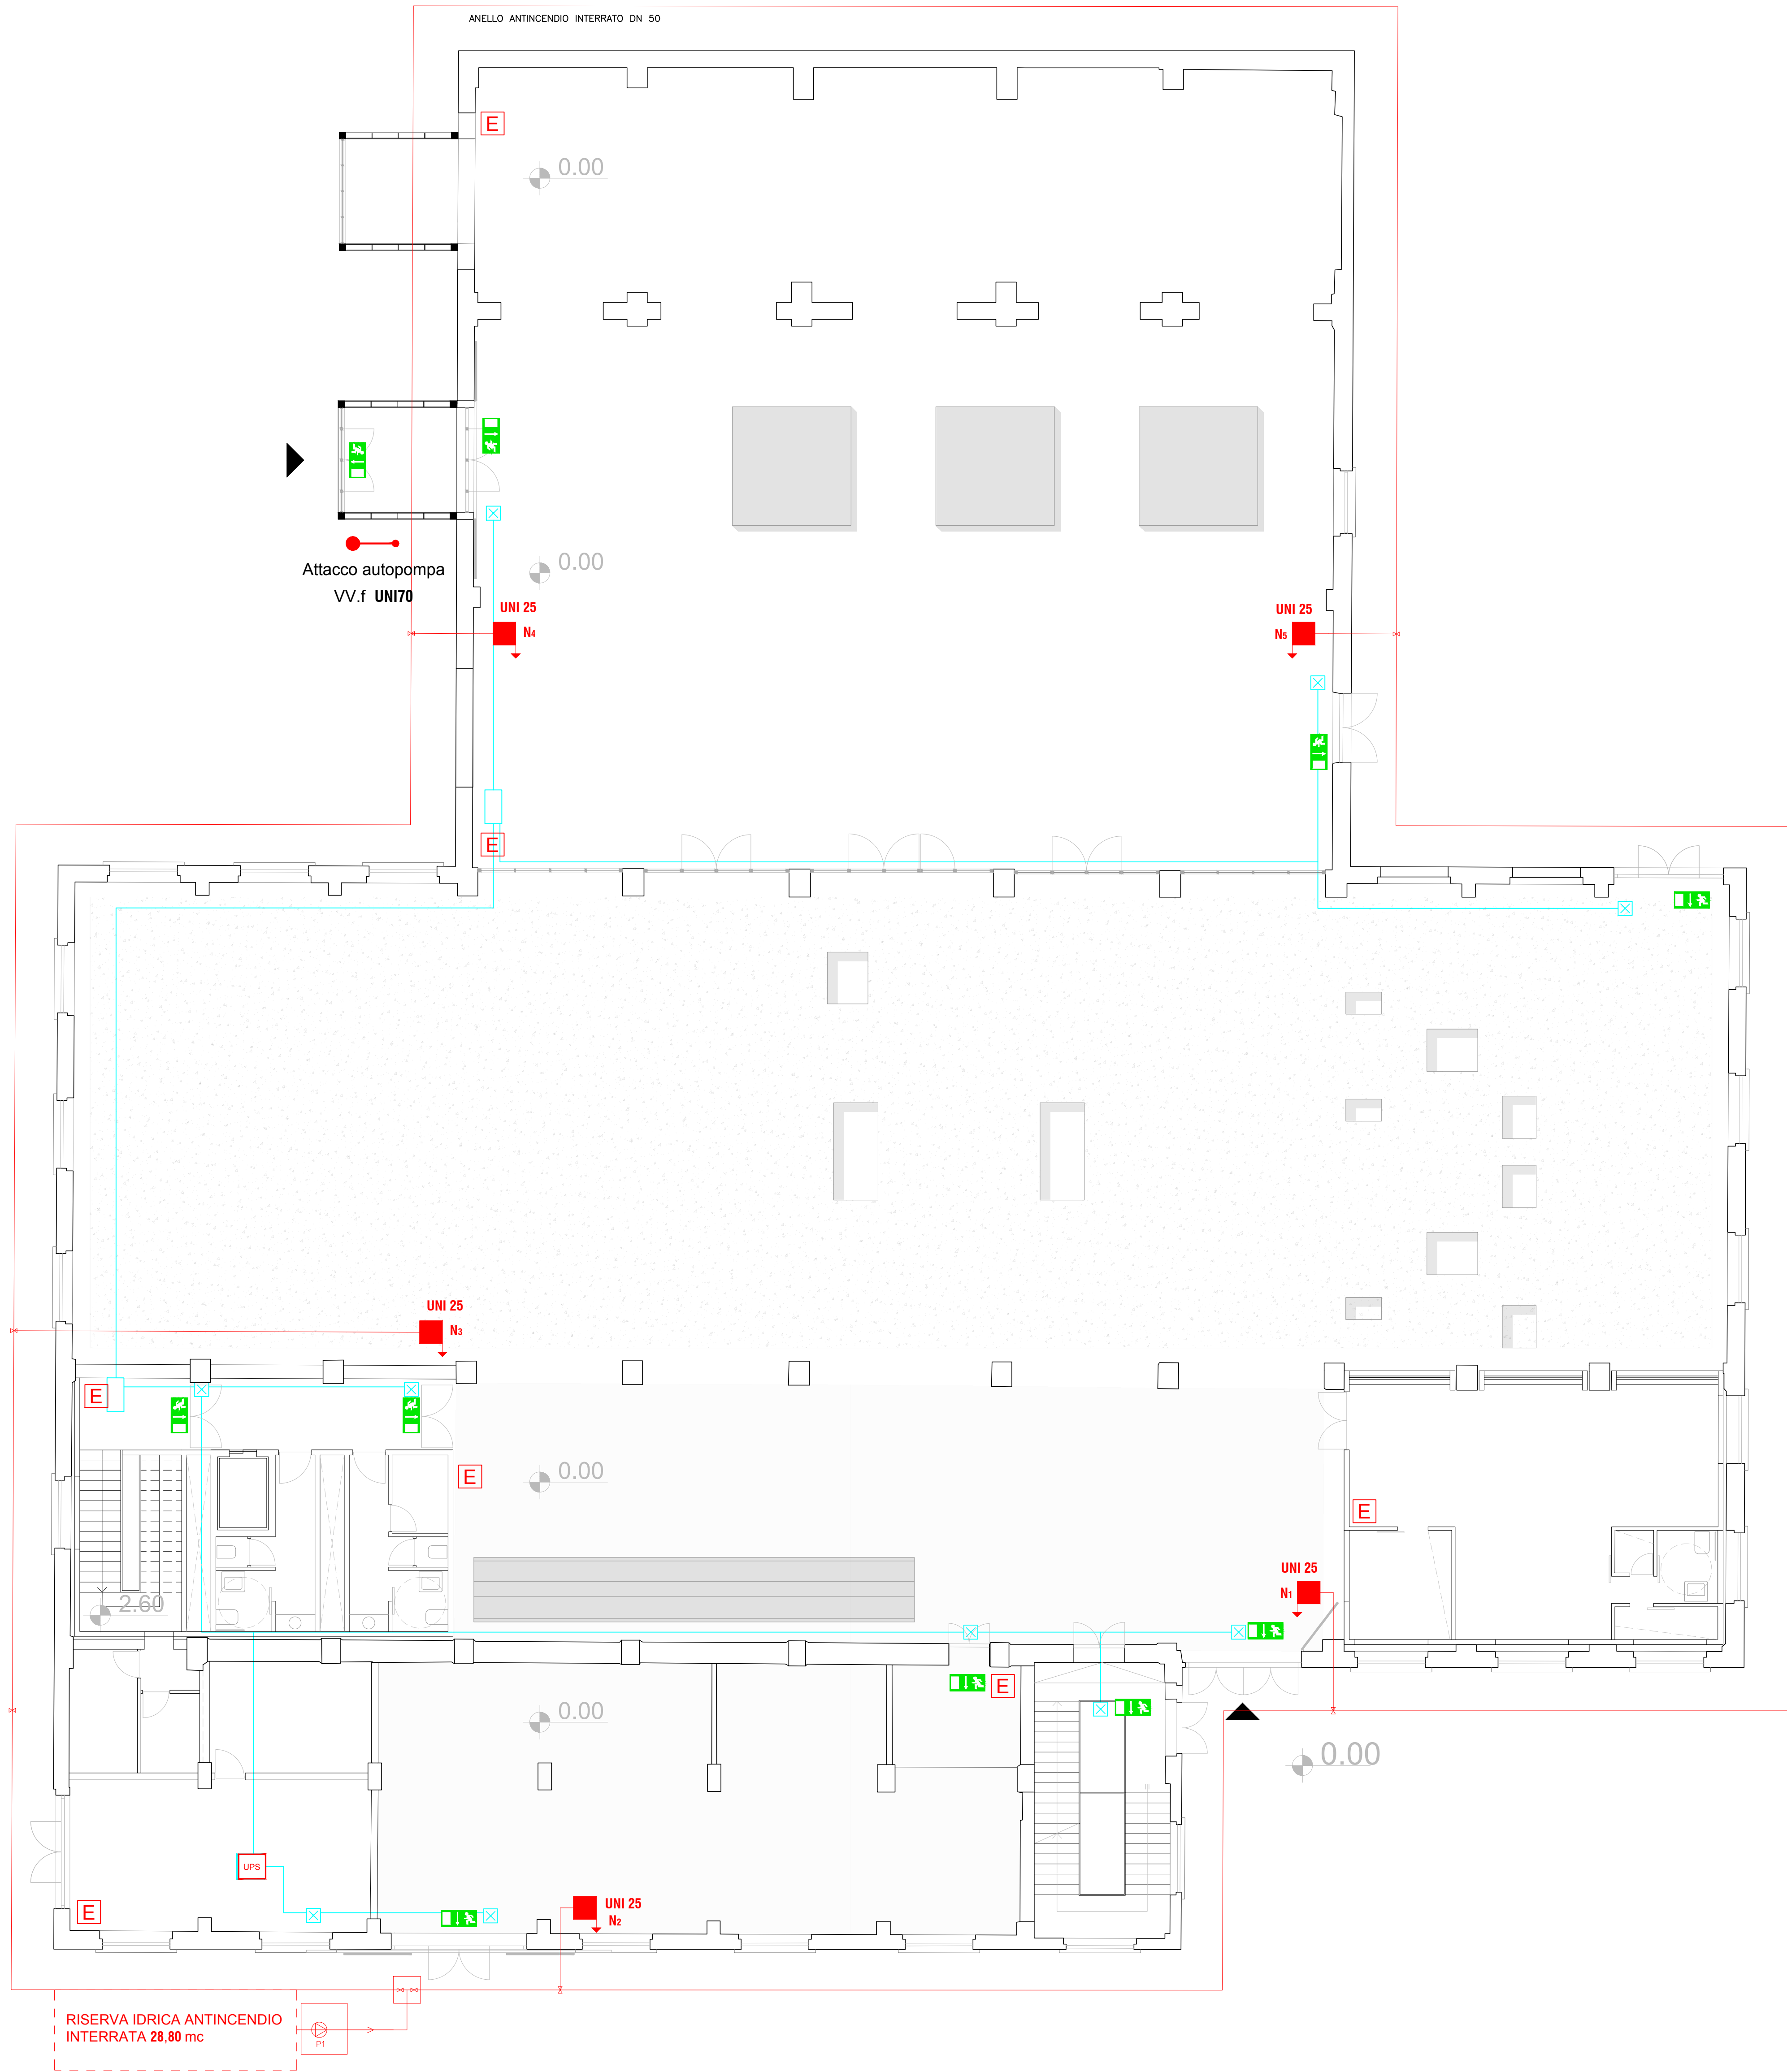 ANELLO ANTINCENDIO INTERRATO DN 50
E
0.00
Attacco autopompa
VV.f UNI70
0.00
UNI 25
N4
UNI 25
N5
E
UNI 25
N3
E
E
0.00
E
2.60
UNI 25
N1
E
0.00
0.00
UPS
E
UNI 25
N2
RISERVA IDRICA ANTINCENDIO
INTERRATA 28,80 mc
P1